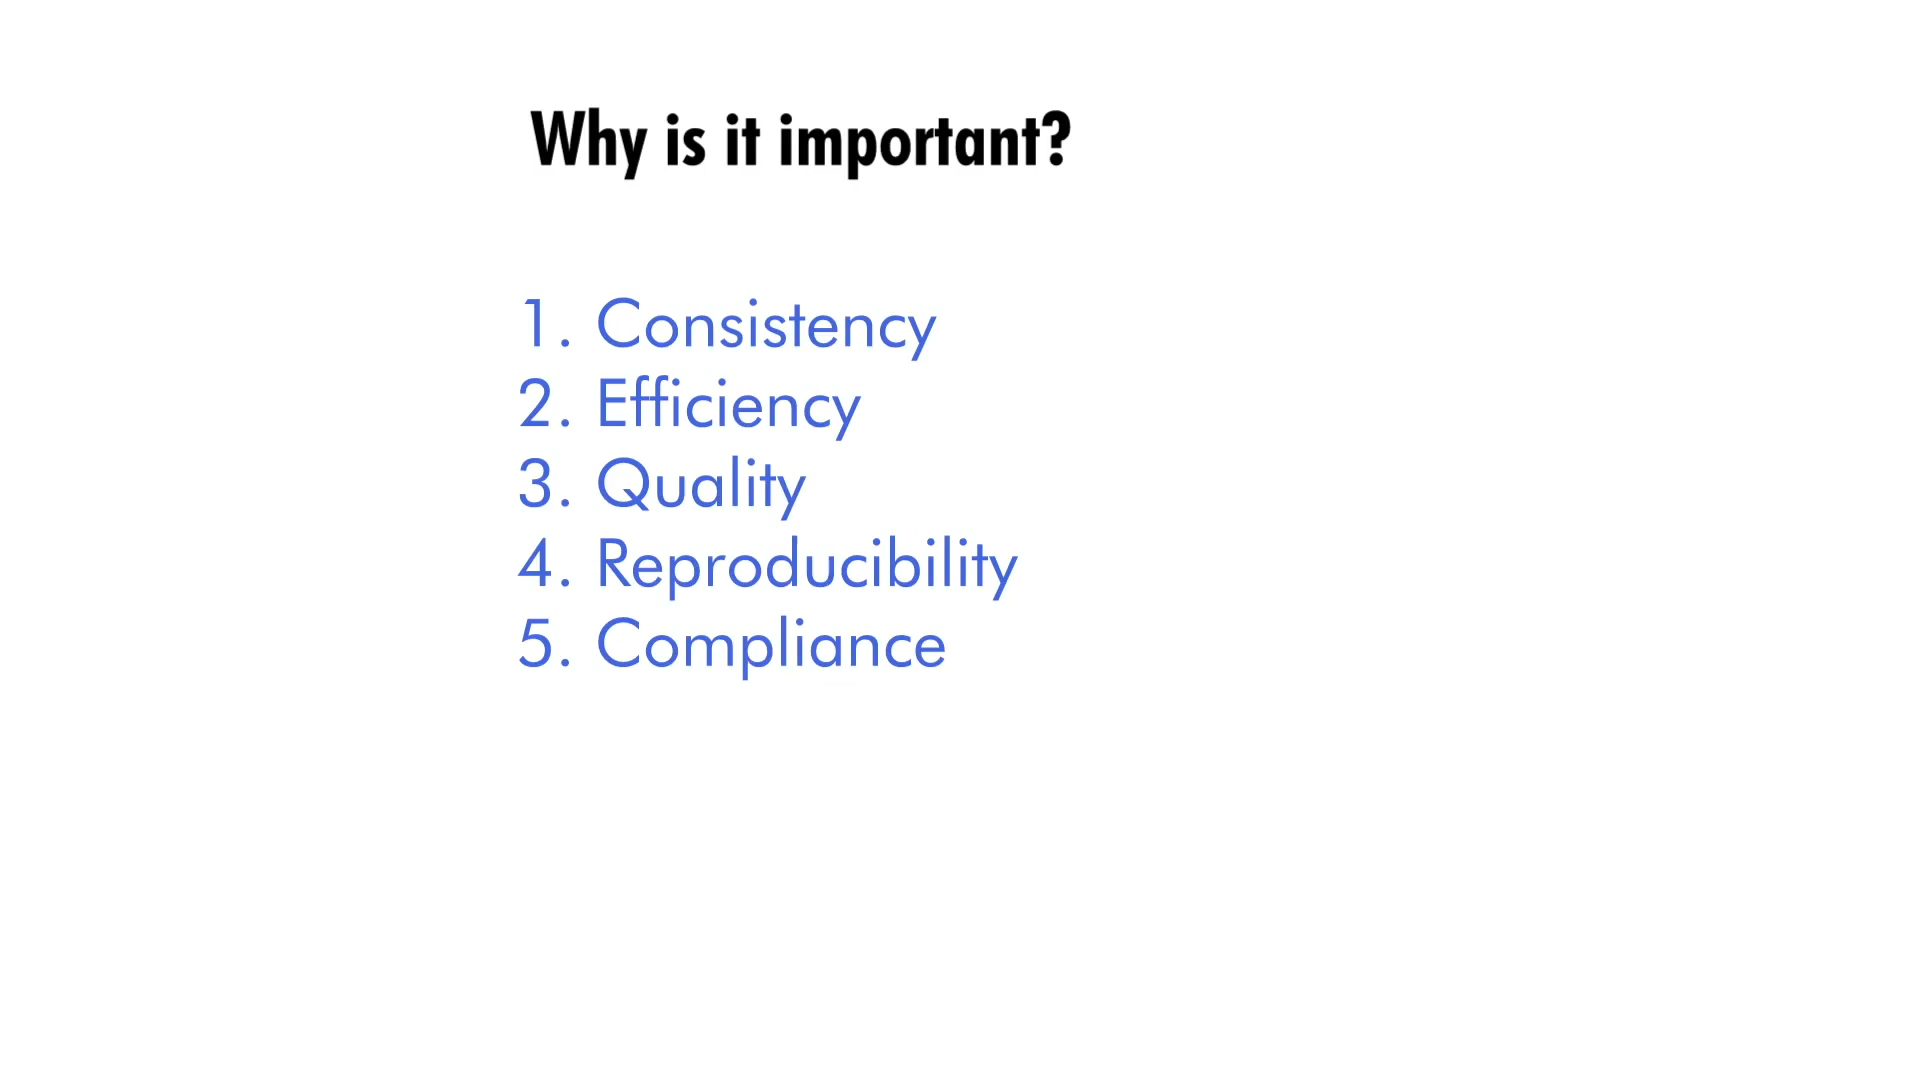 Why is it important?
1. Consistency
2. Efficiency
3. Quality
4. Reproducibility
5. Compliance